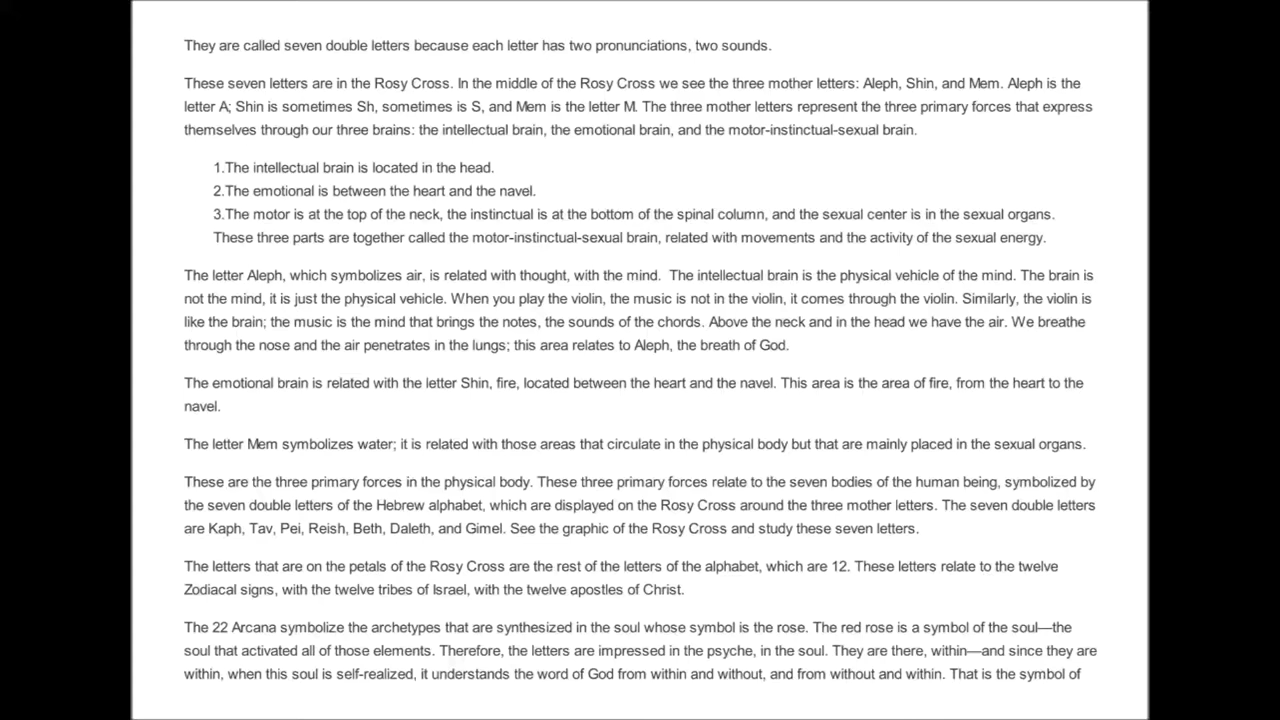 They are called seven double letters because each letter has two pronunciations, two sounds.
These seven letters are in the Rosy Cross. In the middle of the Rosy Cross we see the three mother letters: Aleph, Shin, and Mem. Aleph is the
letter A; Shin is sometimes Sh, sometimes is S, and Mem is the letter M. The three mother letters represent the three primary forces that express
themselves through our three brains: the intellectual brain, the emotional brain, and the motor-instinctual-sexual brain.
1.The intellectual brain is located in the head.
2.The emotional is between the heart and the navel.
3.The motor is at the top of the neck, the instinctual is at the bottom of the spinal column, and the sexual center is in the sexual organs.
These three parts are together called the motor-instinctual-sexual brain, related with movements and the activity of the sexual energy.
The letter Aleph, which symbolizes air, is related with thought, with the mind.  The intellectual brain is the physical vehicle of the mind. The brain is
not the mind, it is just the physical vehicle. When you play the violin, the music is not in the violin, it comes through the violin. Similarly, the violin is
like the brain; the music is the mind that brings the notes, the sounds of the chords. Above the neck and in the head we have the air. We breathe
through the nose and the air penetrates in the lungs; this area relates to Aleph, the breath of God.
The emotional brain is related with the letter Shin, fire, located between the heart and the navel. This area is the area of fire, from the heart to the
navel.
The letter Mem symbolizes water; it is related with those areas that circulate in the physical body but that are mainly placed in the sexual organs.
These are the three primary forces in the physical body. These three primary forces relate to the seven bodies of the human being, symbolized by
the seven double letters of the Hebrew alphabet, which are displayed on the Rosy Cross around the three mother letters. The seven double letters
are Kaph, Tav, Pei, Reish, Beth, Daleth, and Gimel. See the graphic of the Rosy Cross and study these seven letters.
The letters that are on the petals of the Rosy Cross are the rest of the letters of the alphabet, which are 12. These letters relate to the twelve
Zodiacal signs, with the twelve tribes of Israel, with the twelve apostles of Christ.
The 22 Arcana symbolize the archetypes that are synthesized in the soul whose symbol is the rose. The red rose is a symbol of the soul—the
soul that activated all of those elements. Therefore, the letters are impressed in the psyche, in the soul. They are there, within—and since they are
within, when this soul is self-realized, it understands the word of God from within and without, and from without and within. That is the symbol of